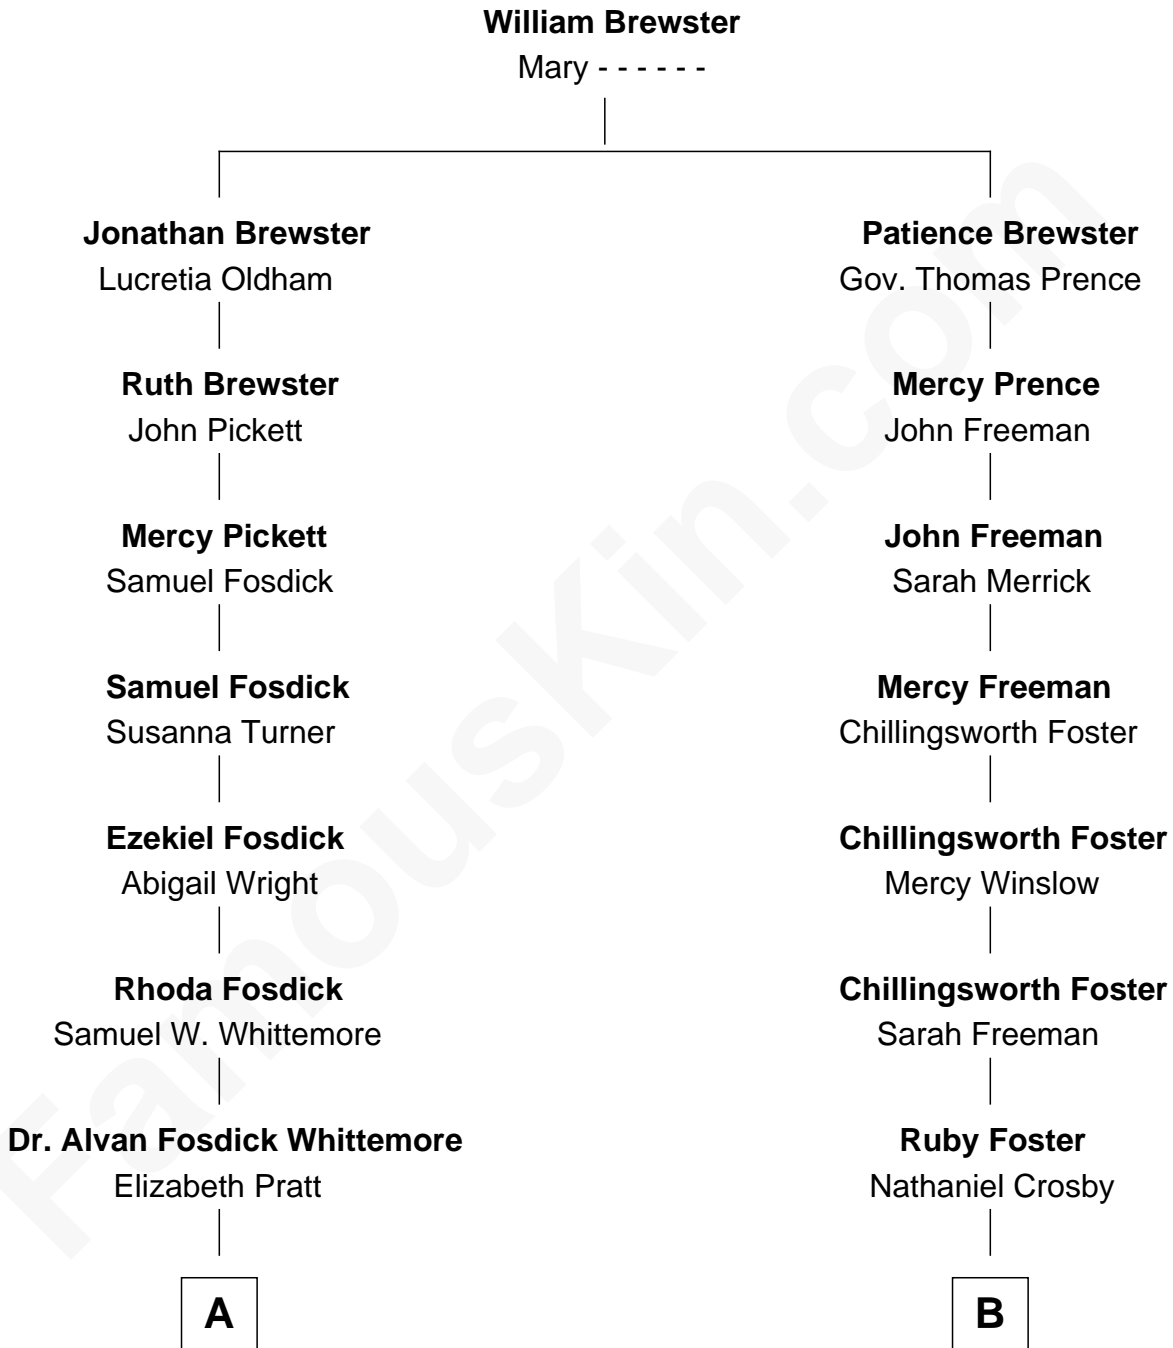 William Brewster
Mary - - - - - -
Jonathan Brewster
Lucretia Oldham
Patience Brewster
Gov. Thomas Prence
Ruth Brewster
John Pickett
Mercy Prence
John Freeman
Mercy Pickett
Samuel Fosdick
John Freeman
Sarah Merrick
Samuel Fosdick
Susanna Turner
Mercy Freeman
Chillingsworth Foster
Ezekiel Fosdick
Abigail Wright
Chillingsworth Foster
Mercy Winslow
Rhoda Fosdick
Samuel W. Whittemore
Chillingsworth Foster
Sarah Freeman
Dr. Alvan Fosdick Whittemore
Elizabeth Pratt
Ruby Foster
Nathaniel Crosby
A
B
FamousKin.com